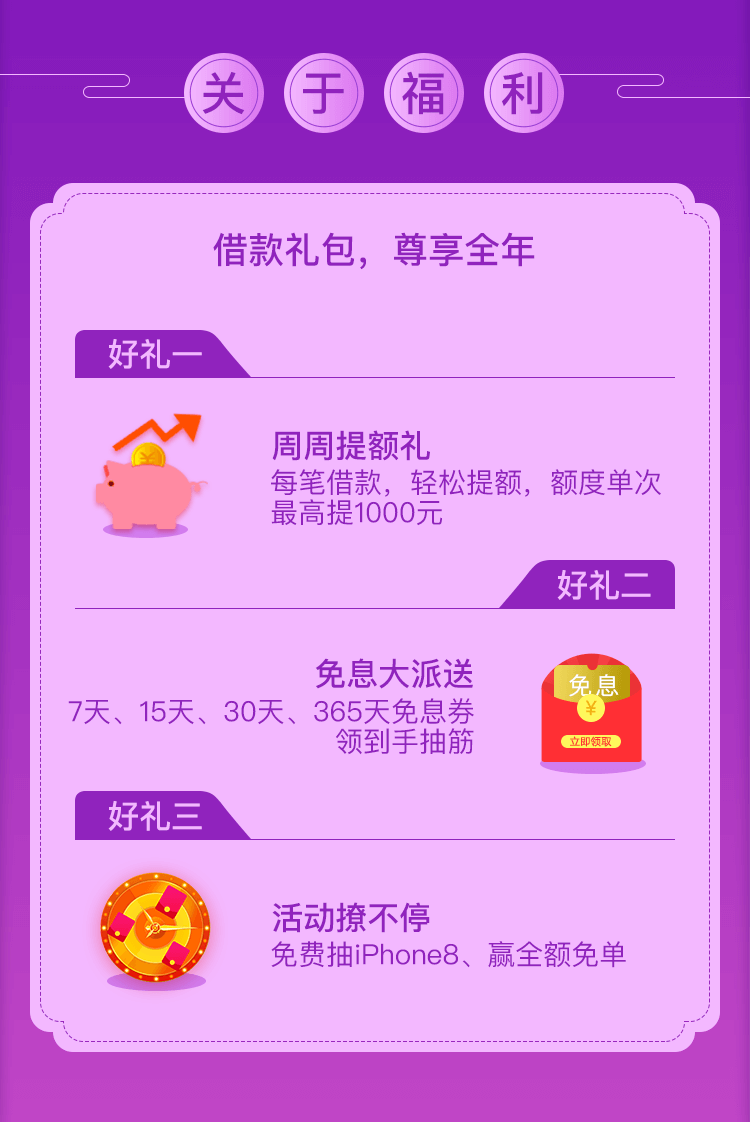 关于福利
借款礼包，尊享全年
好礼一
周周提额礼
每笔借款，轻松提额，额度单次
最高提1000元
好礼二
免息大派送
7天、15天、30天、365天免息券
领到手抽筋
免息
¥
立即领取
好礼三
活动撩不停
免费抽iPhone8、赢全额免单